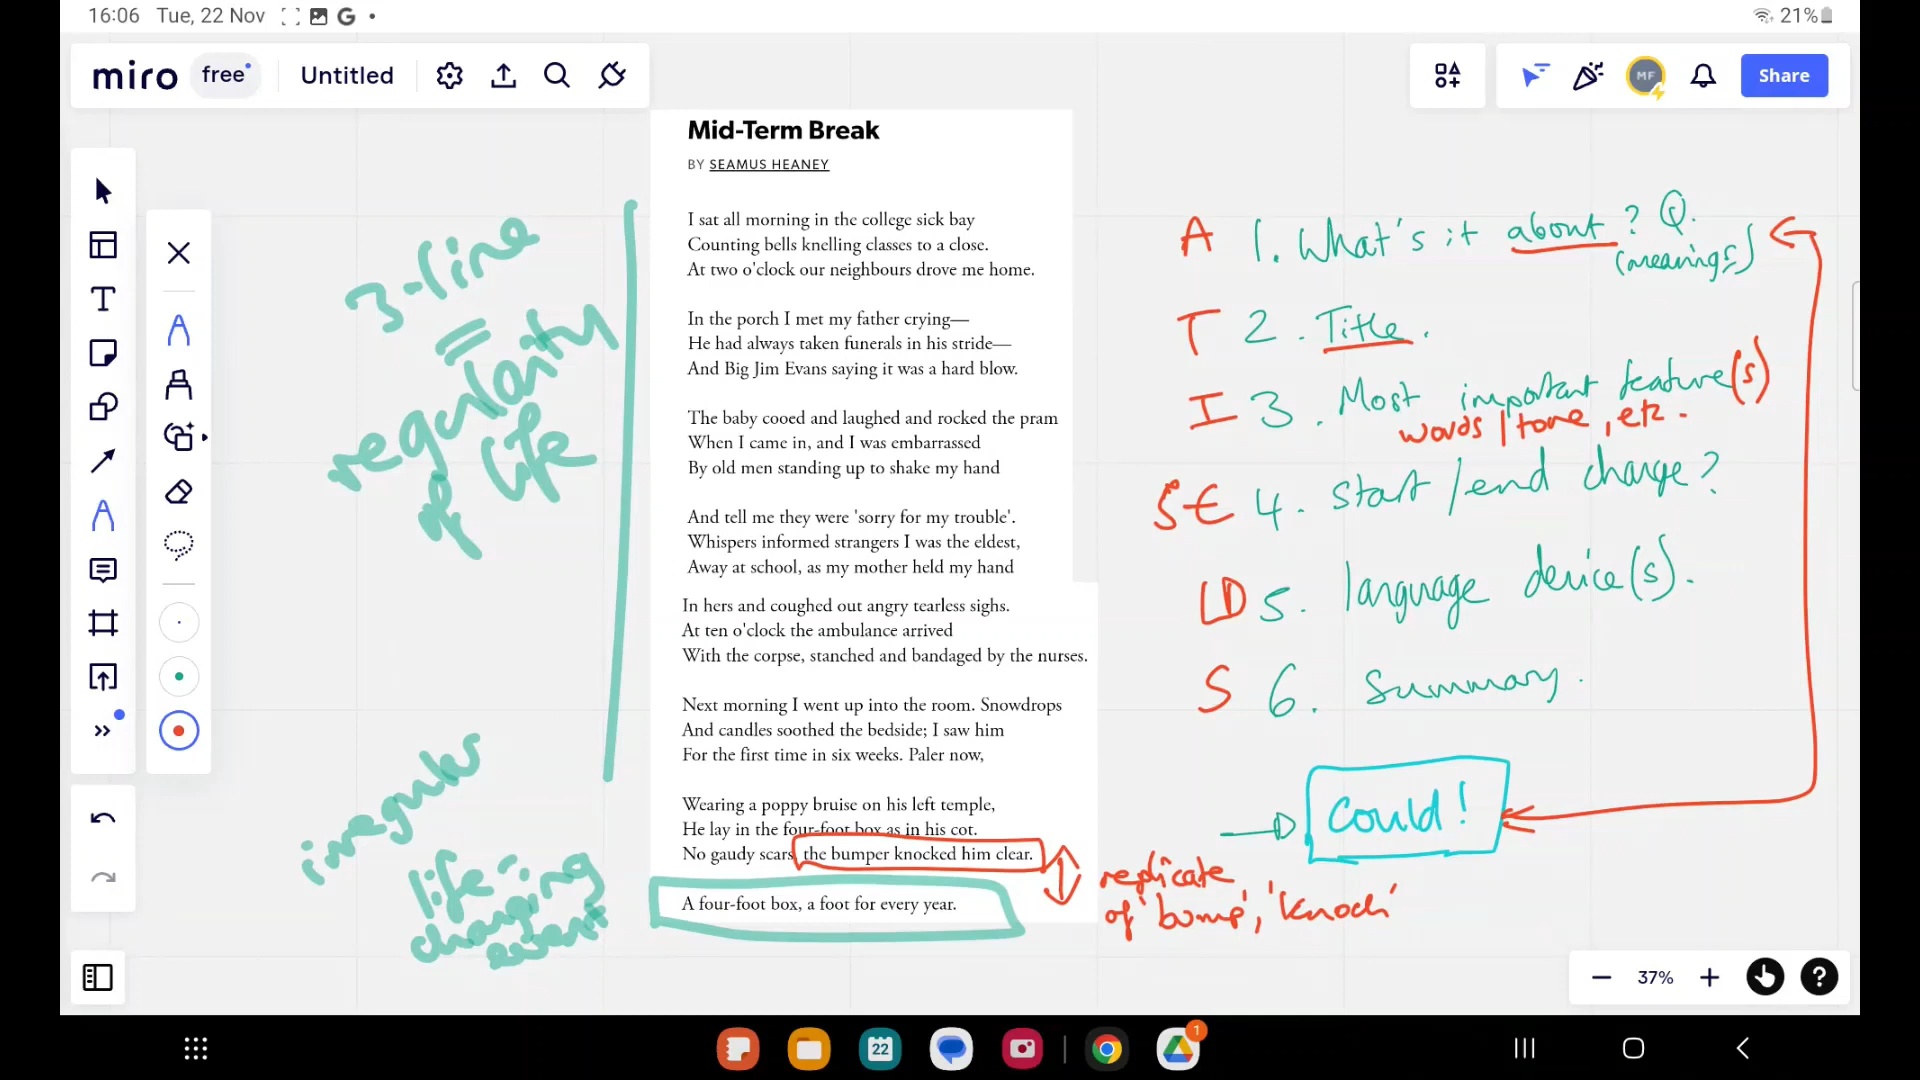 16:06 Tue, 22 Nov
21%
miro free Untitled
Share
MF
Mid-Term Break
BY SEAMUS HEANEY
I sat all morning in the college sick bay
Counting bells knelling classes to a close.
At two o'clock our neighbours drove me home.
In the porch I met my father crying—
He had always taken funerals in his stride—
And Big Jim Evans saying it was a hard blow.
The baby cooed and laughed and rocked the pram
When I came in, and I was embarrassed
By old men standing up to shake my hand
And tell me they were 'sorry for my trouble'.
Whispers informed strangers I was the eldest,
Away at school, as my mother held my hand
In hers and coughed out angry tearless sighs.
At ten o'clock the ambulance arrived
With the corpse, stanched and bandaged by the nurses.
Next morning I went up into the room. Snowdrops
And candles soothed the bedside; I saw him
For the first time in six weeks. Paler now,
Wearing a poppy bruise on his left temple,
He lay in the four-foot box as in his cot.
No gaudy scars, the bumper knocked him clear.
A four-foot box, a foot for every year.
3-line
=
regularity
of life
irregular
life-
changing
event
A 1. What's it about? Q.
(meanings)
T 2. Title.
I 3. Most important feature(s)
words/tone, etc.
SE 4. Start/end change?
LD 5. language device(s).
S 6. Summary.
Could!
replicate
of 'bump', 'knock'
37%
22
1